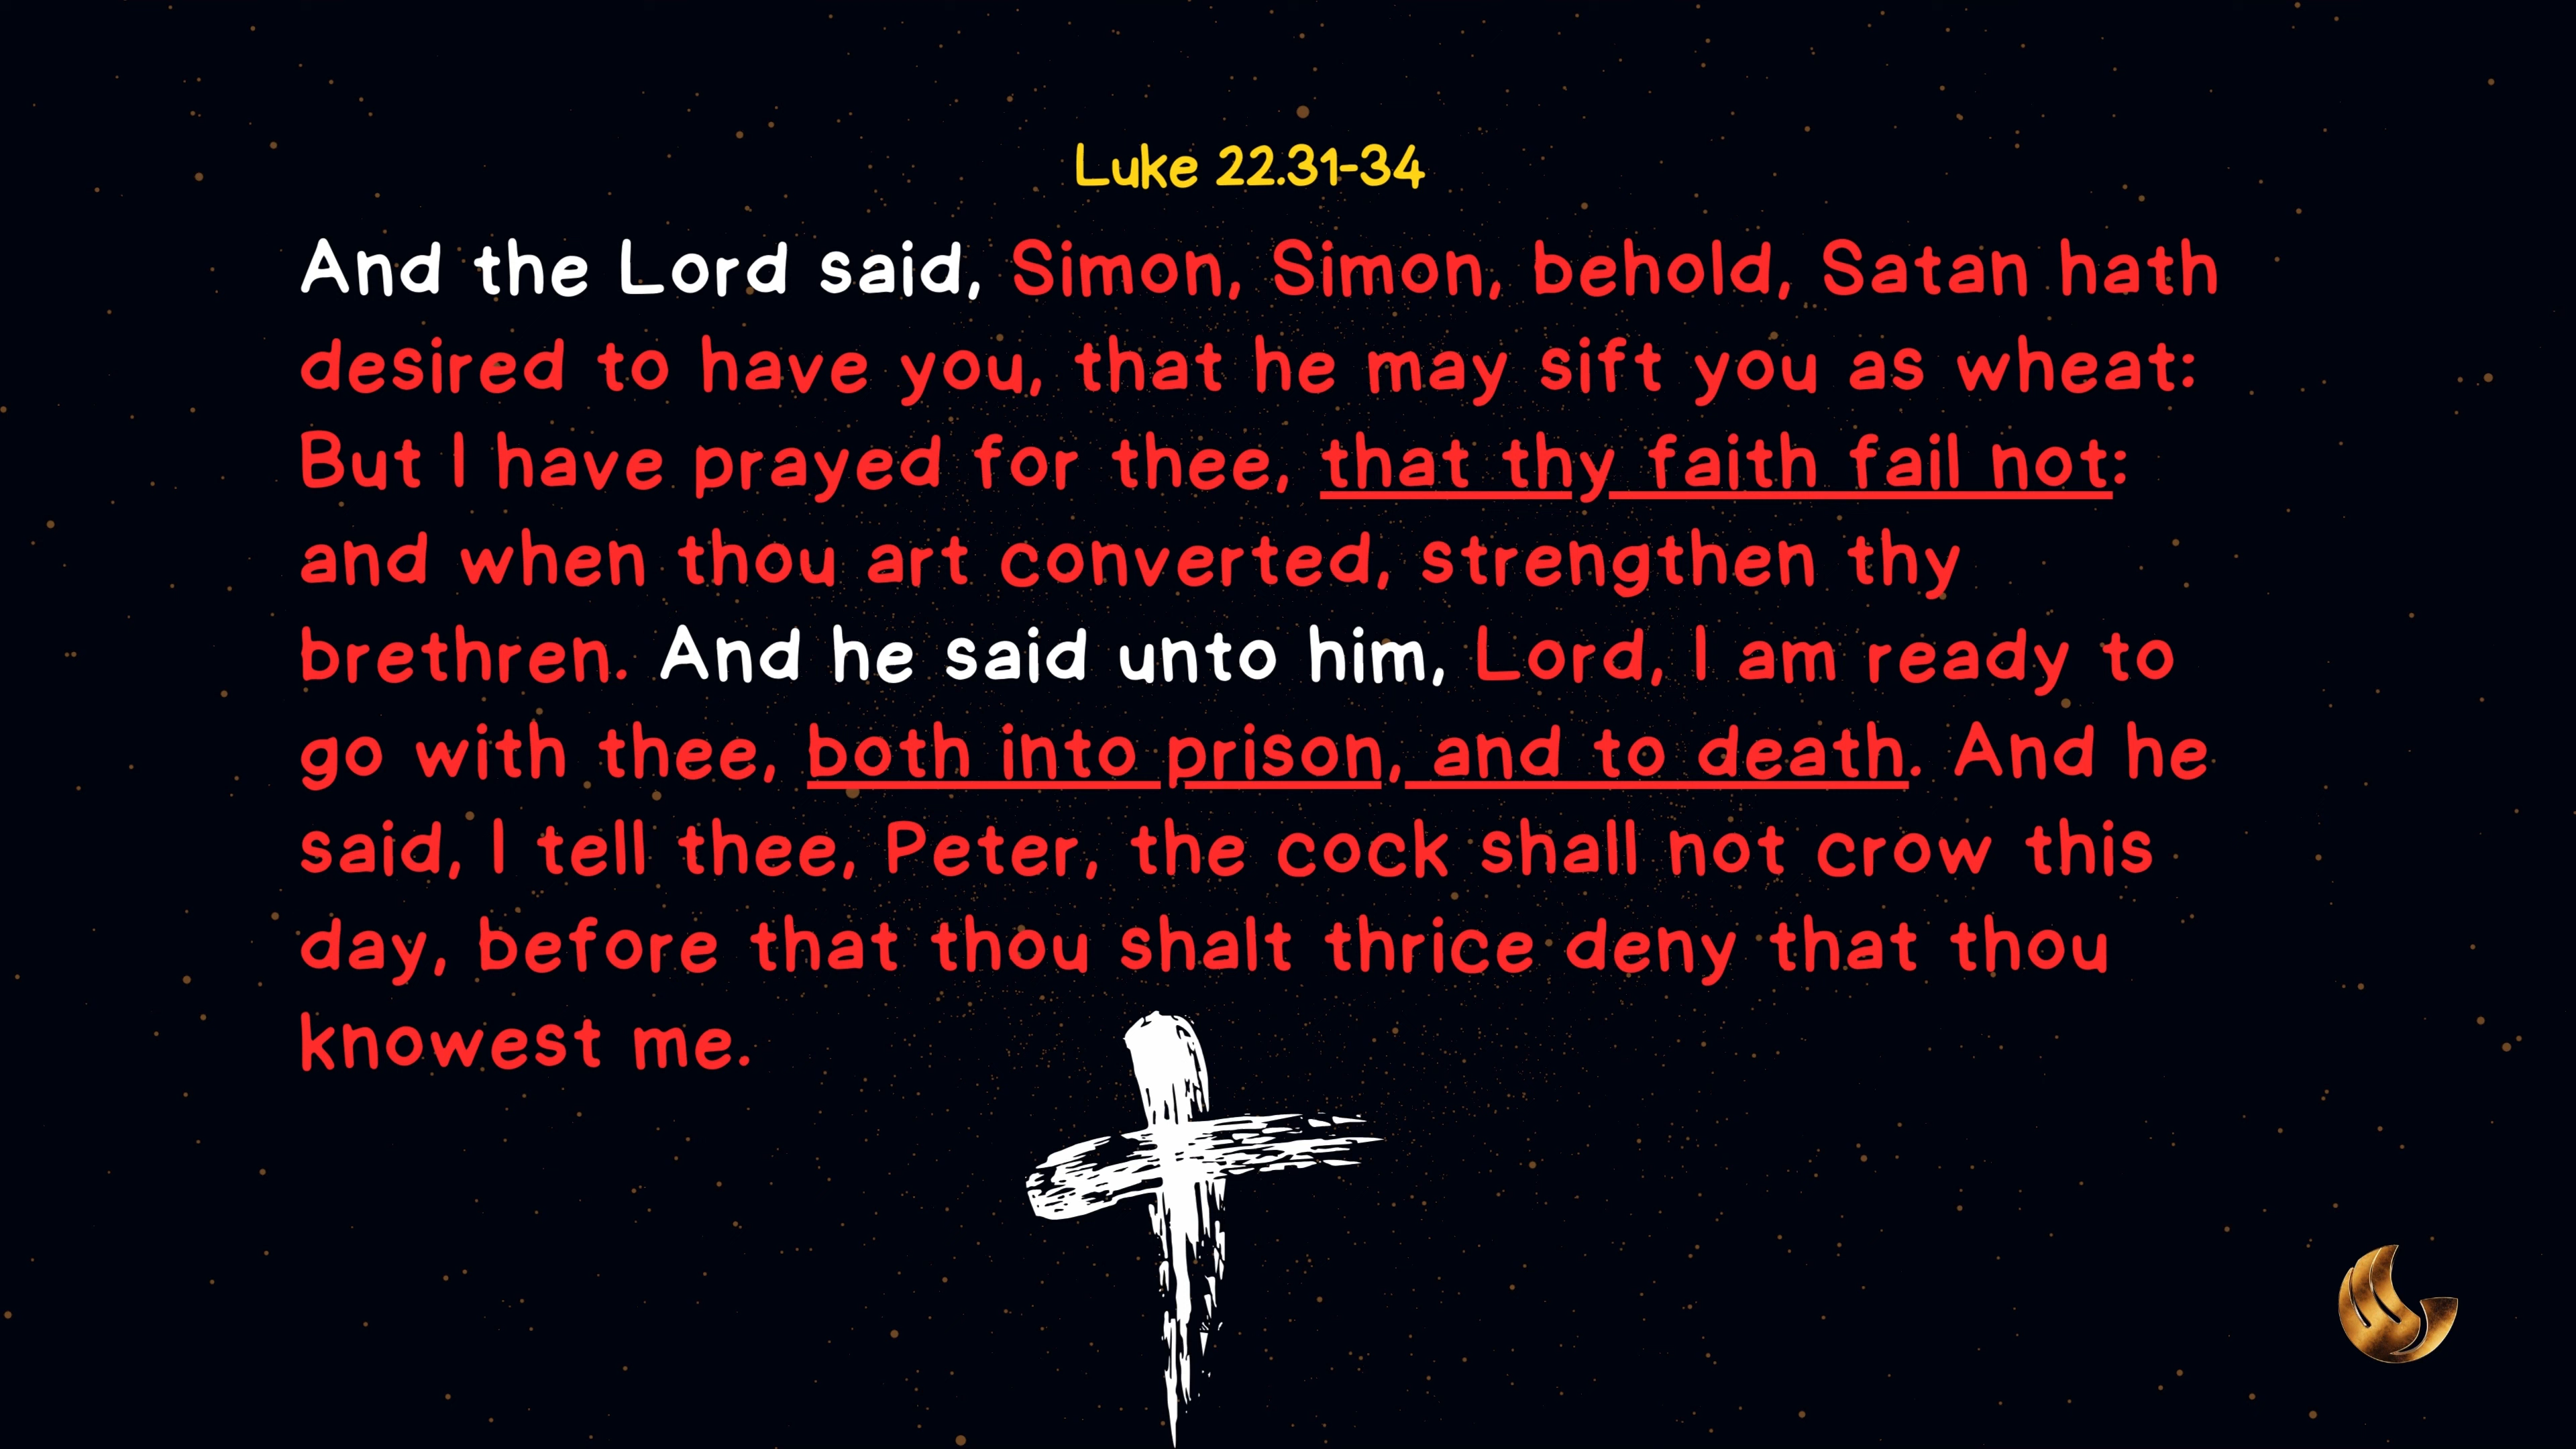 Luke 22.31-34
And the Lord said, Simon, Simon, behold, Satan hath
desired to have you, that he may sift you as wheat:
But I have prayed for thee, that thy faith fail not:
and when thou art converted, strengthen thy
brethren. And he said unto him, Lord, I am ready to
go with thee, both into prison, and to death. And he
said, I tell thee, Peter, the cock shall not crow this
day, before that thou shalt thrice deny that thou
knowest me.